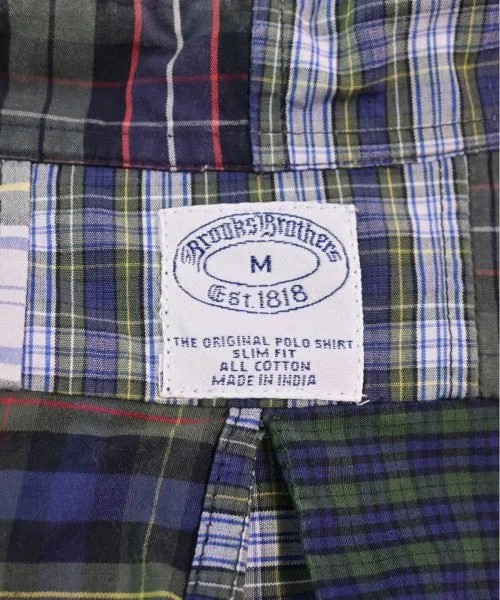 Brooks Brothers
M
Est. 1818
THE ORIGINAL POLO SHIRT
SLIM FIT
ALL COTTON
MADE IN INDIA